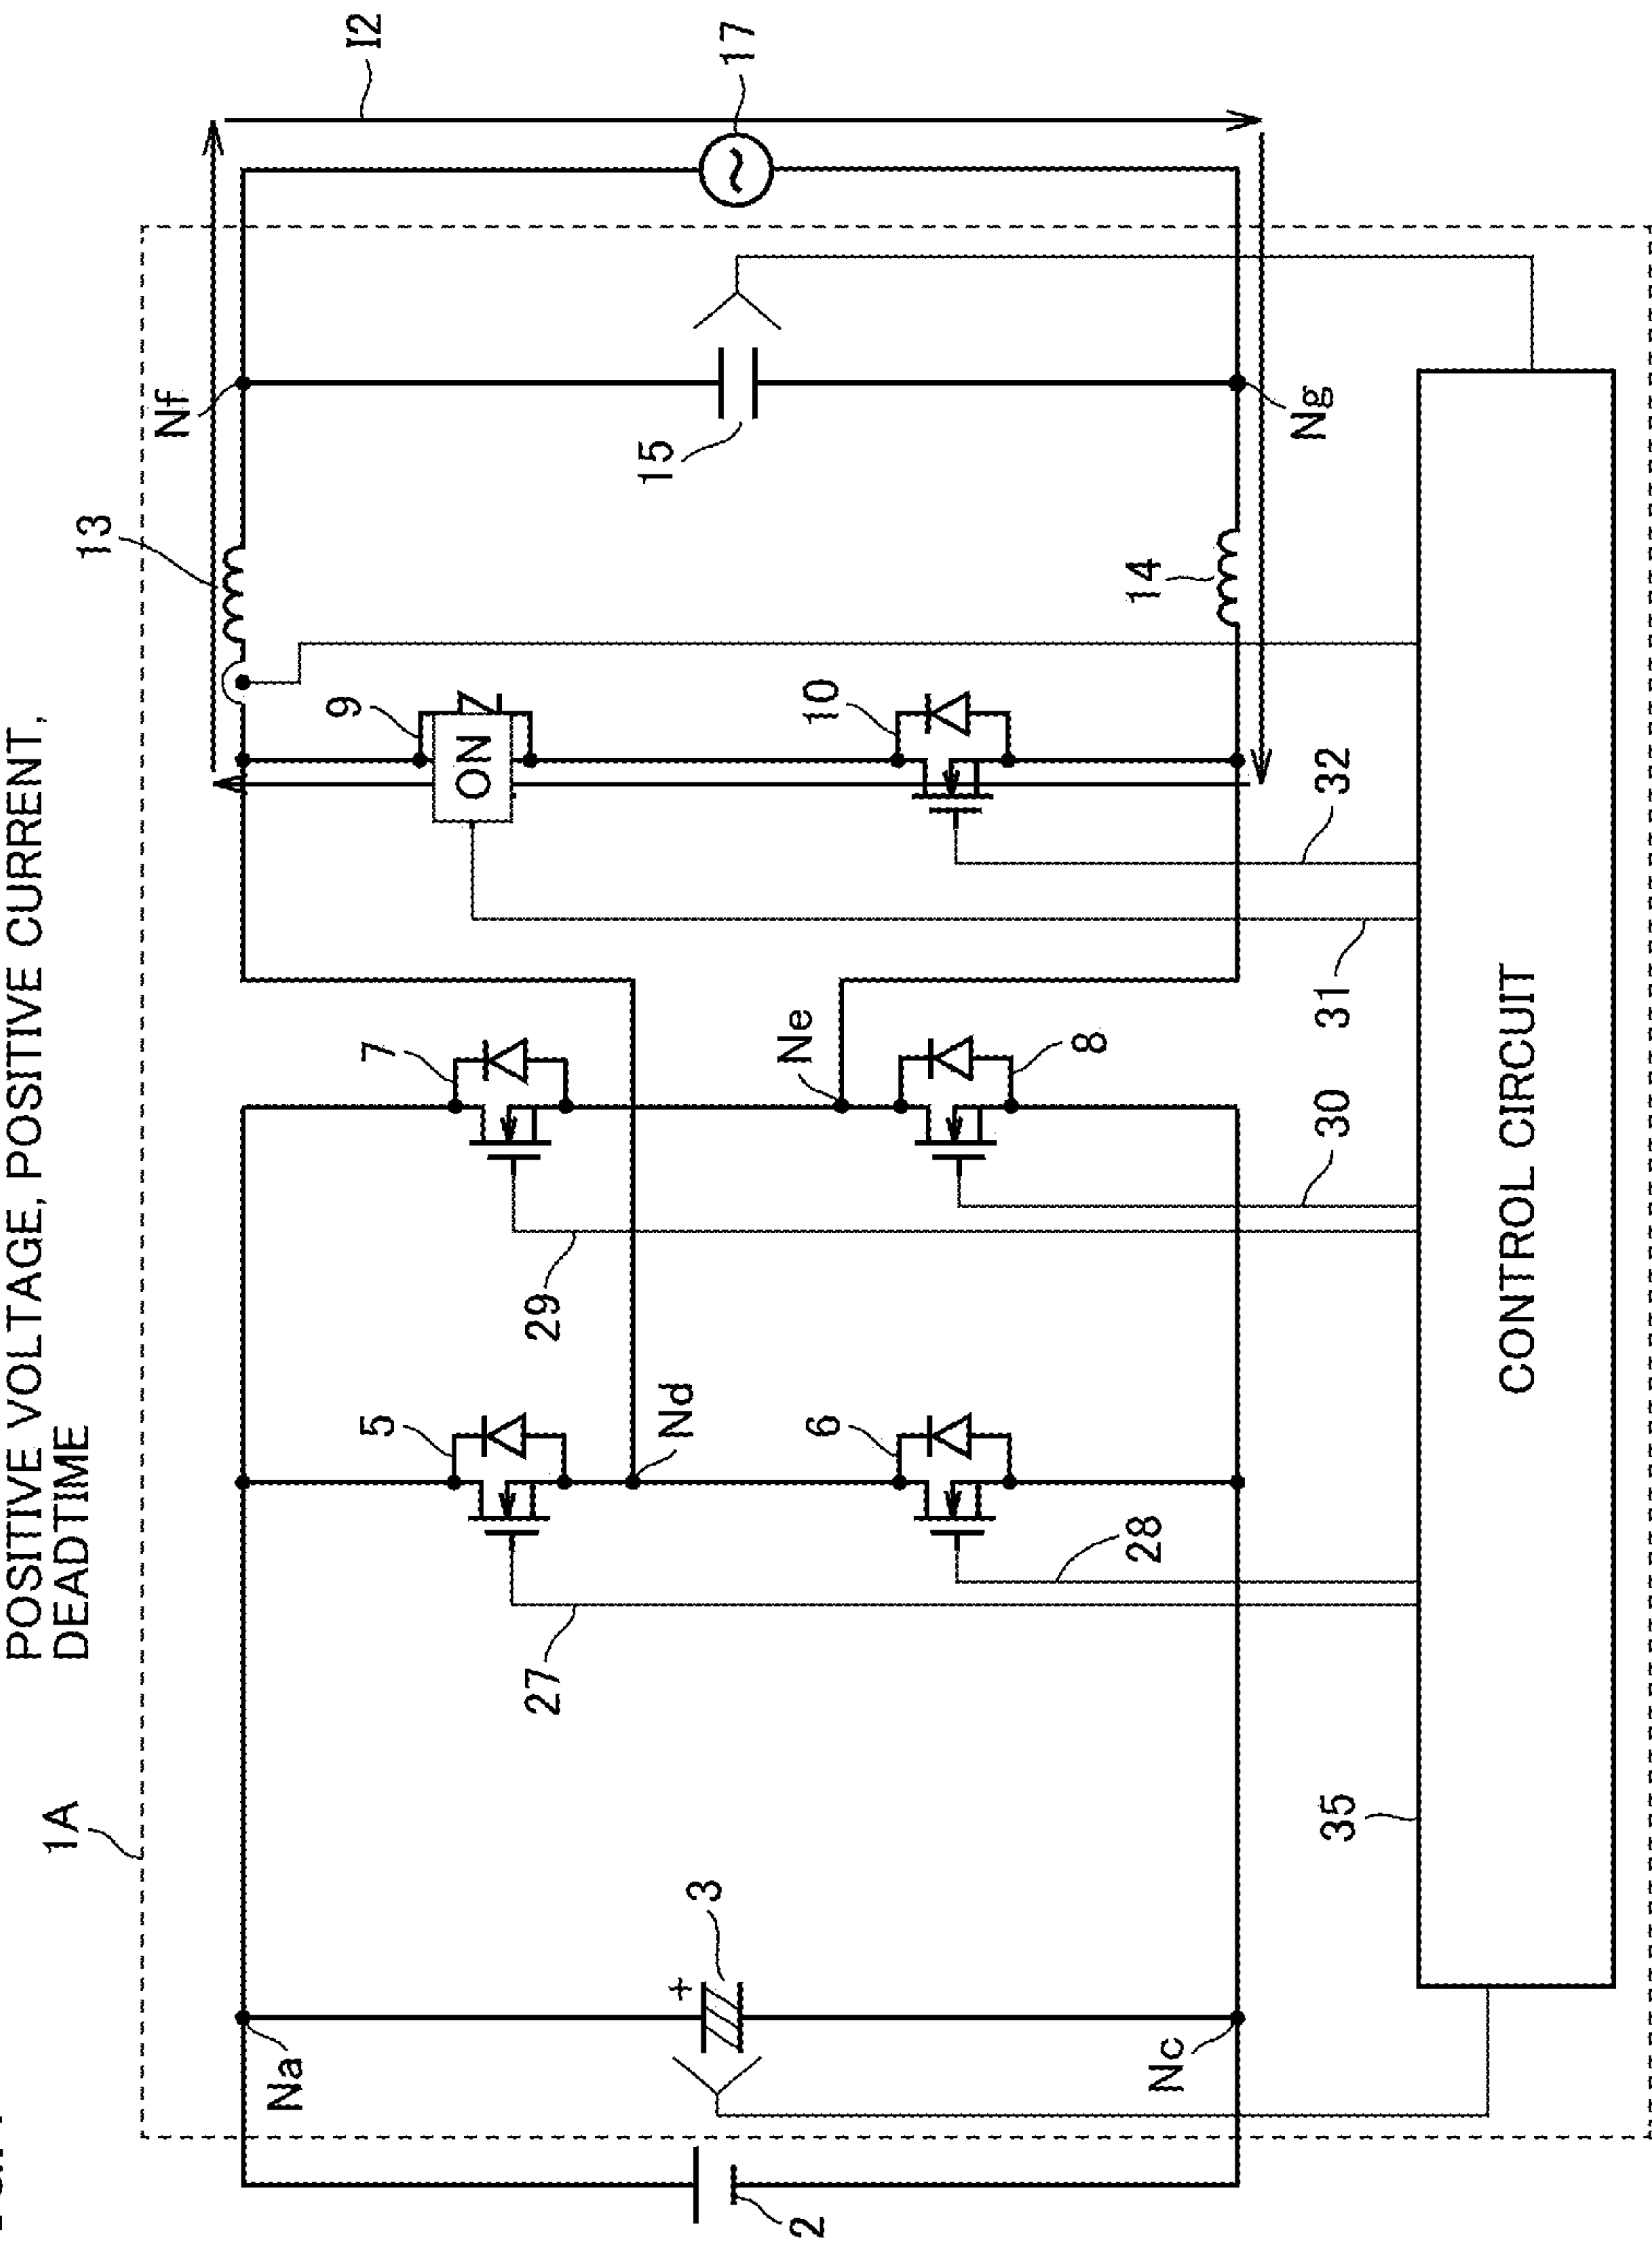 POSITIVE VOLTAGE, POSITIVE CURRENT,
DEADTIME
1A
13
I2
Nf
17
Na
5
7
9
29
27
3
+
Nd
Ne
15
6
10
2
28
8
14
Nc
30
31
32
Ng
35
ON
CONTROL CIRCUIT